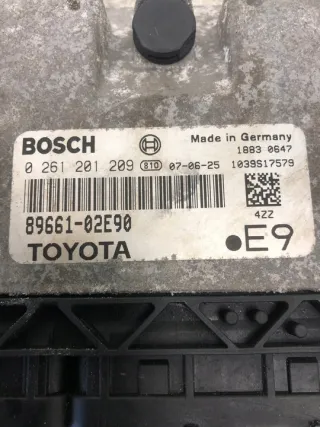 BOSCH Made in Germany
1883 0647
0 261 201 209 810 07-06-25 1039S17579
89661-02E90
4ZZ
TOYOTA
E9